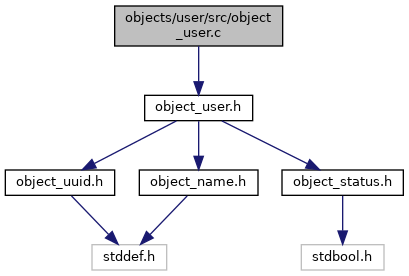 objects/user/src/object
_user.c
object_user.h
object_uuid.h
object_name.h
object_status.h
stddef.h
stdbool.h